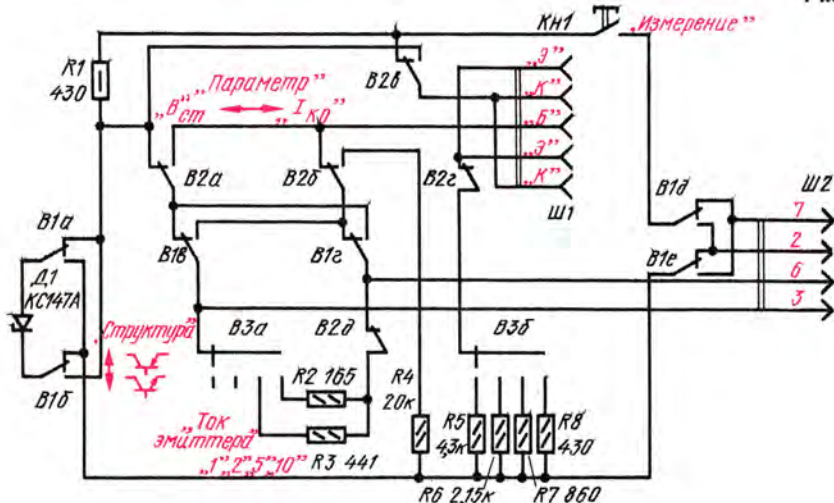 Кн1 „Измерение"
R1
430
В2в
„Э"
„К"
„Б"
„Э"
„К"
„Параметр"
„Вст" „Iко"
В2а
В2б
В2г
Ш1
В1д
Ш2
7
2
6
3
В1а
В1в
В1г
В1е
Д1
КС147А
„Структура"
В3а
В2д
В3б
В1б
R2 165
R4
20к
R5
4,3к
R8
430
„Ток
эмиттера"
„1" „2" „5" „10"
R3 441
R6 2,15к
R7 860